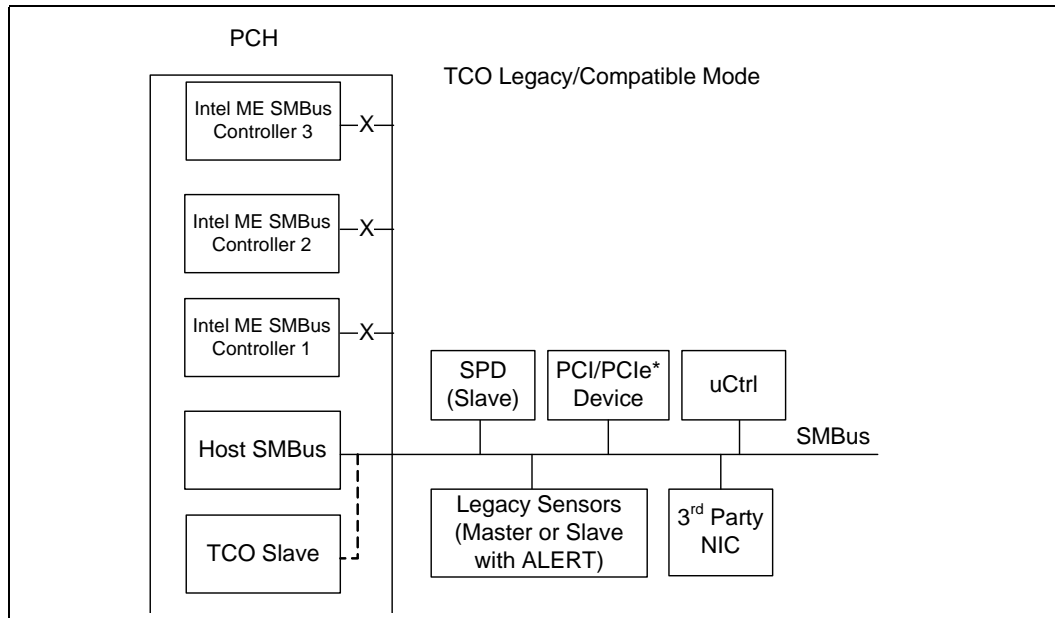 PCH
TCO Legacy/Compatible Mode
Intel ME SMBus
Controller 3
X
Intel ME SMBus
Controller 2
X
Intel ME SMBus
Controller 1
X
SPD
(Slave)
PCI/PCIe*
Device
uCtrl
Host SMBus
SMBus
TCO Slave
Legacy Sensors
(Master or Slave
with ALERT)
3rd Party
NIC